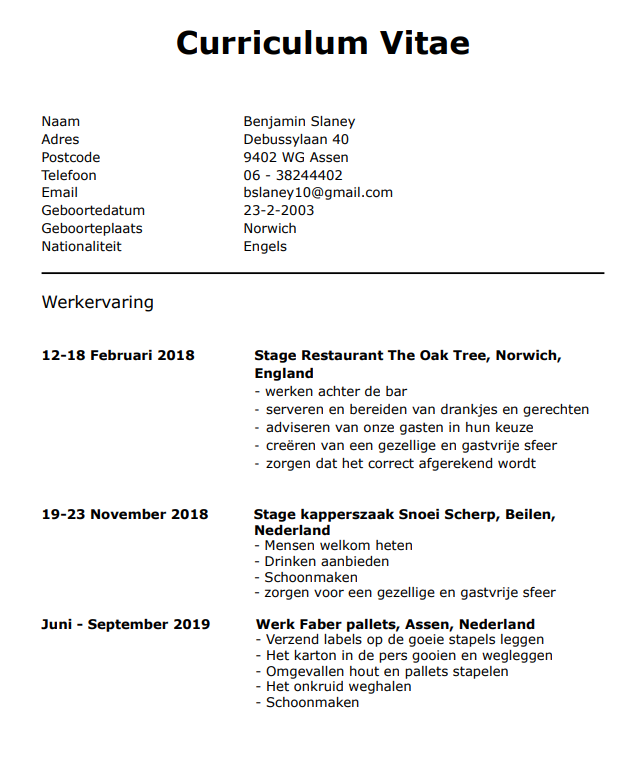 Curriculum Vitae
Naam Benjamin Slaney
Adres Debussylaan 40
Postcode 9402 WG Assen
Telefoon 06 - 38244402
Email bslaney10@gmail.com
Geboortedatum 23-2-2003
Geboorteplaats Norwich
Nationaliteit Engels
Werkervaring
12-18 Februari 2018 Stage Restaurant The Oak Tree, Norwich,
England
- werken achter de bar
- serveren en bereiden van drankjes en gerechten
- adviseren van onze gasten in hun keuze
- creëren van een gezellige en gastvrije sfeer
- zorgen dat het correct afgerekend wordt
19-23 November 2018 Stage kapperszaak Snoei Scherp, Beilen,
Nederland
- Mensen welkom heten
- Drinken aanbieden
- Schoonmaken
- zorgen voor een gezellige en gastvrije sfeer
Juni - September 2019 Werk Faber pallets, Assen, Nederland
- Verzend labels op de goeie stapels leggen
- Het karton in de pers gooien en wegleggen
- Omgevallen hout en pallets stapelen
- Het onkruid weghalen
- Schoonmaken